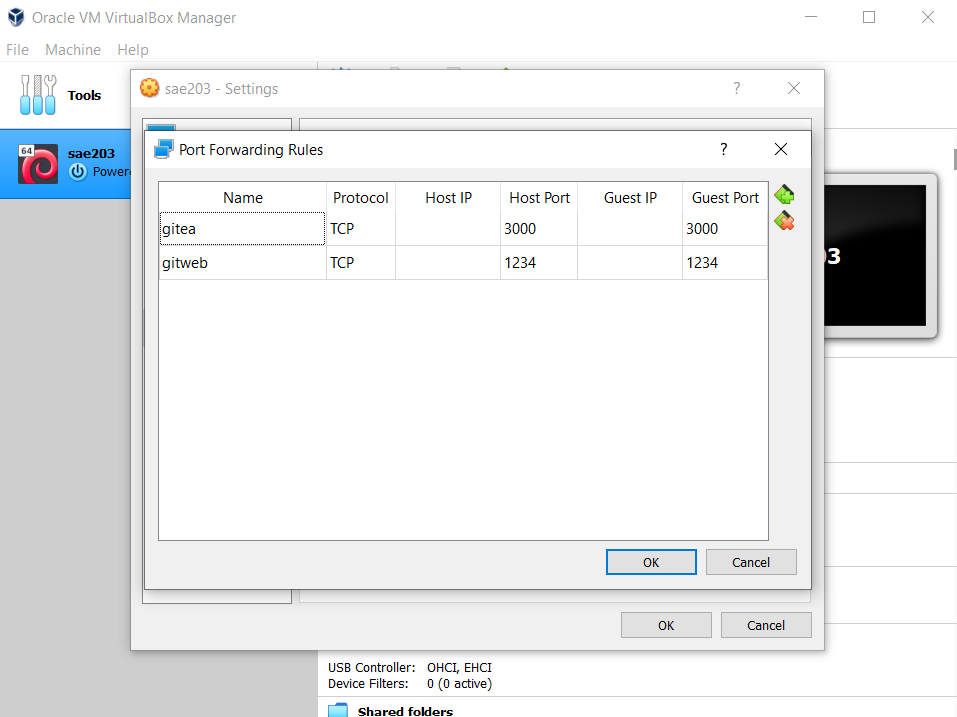 Oracle VM VirtualBox Manager
File Machine Help
Tools
sae203 - Settings ?
64
sae203
Power
Port Forwarding Rules ?
Name Protocol Host IP Host Port Guest IP Guest Port
gitea TCP 3000 3000
gitweb TCP 1234 1234
03
OK Cancel
OK Cancel
USB Controller: OHCI, EHCI
Device Filters: 0 (0 active)
Shared folders